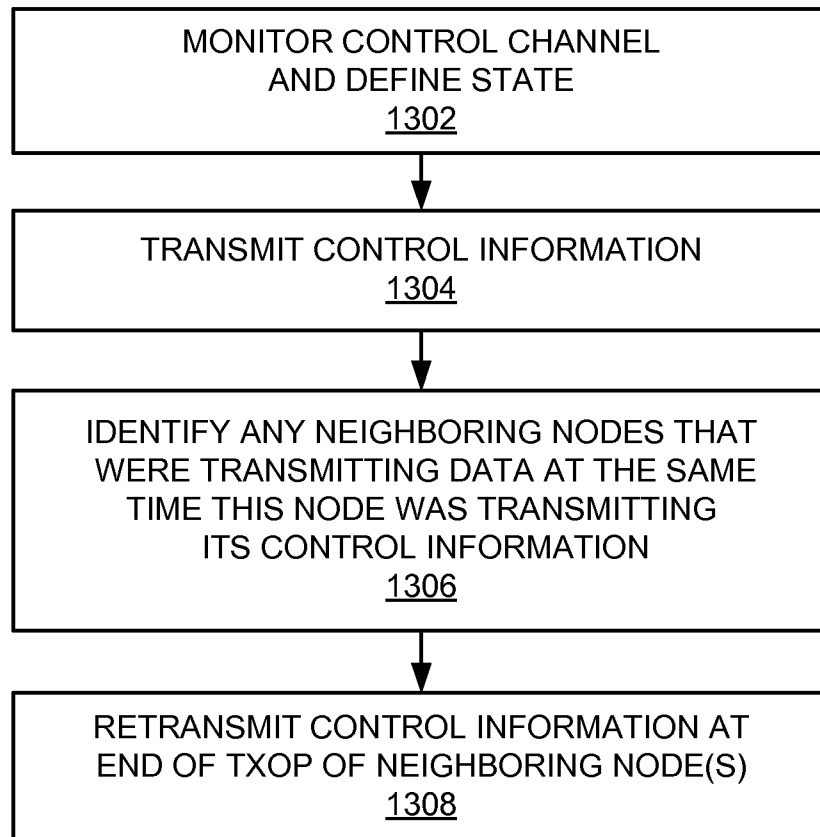 MONITOR CONTROL CHANNEL
AND DEFINE STATE
1302
TRANSMIT CONTROL INFORMATION
1304
IDENTIFY ANY NEIGHBORING NODES THAT
WERE TRANSMITTING DATA AT THE SAME
TIME THIS NODE WAS TRANSMITTING
ITS CONTROL INFORMATION
1306
RETRANSMIT CONTROL INFORMATION AT
END OF TXOP OF NEIGHBORING NODE(S)
1308